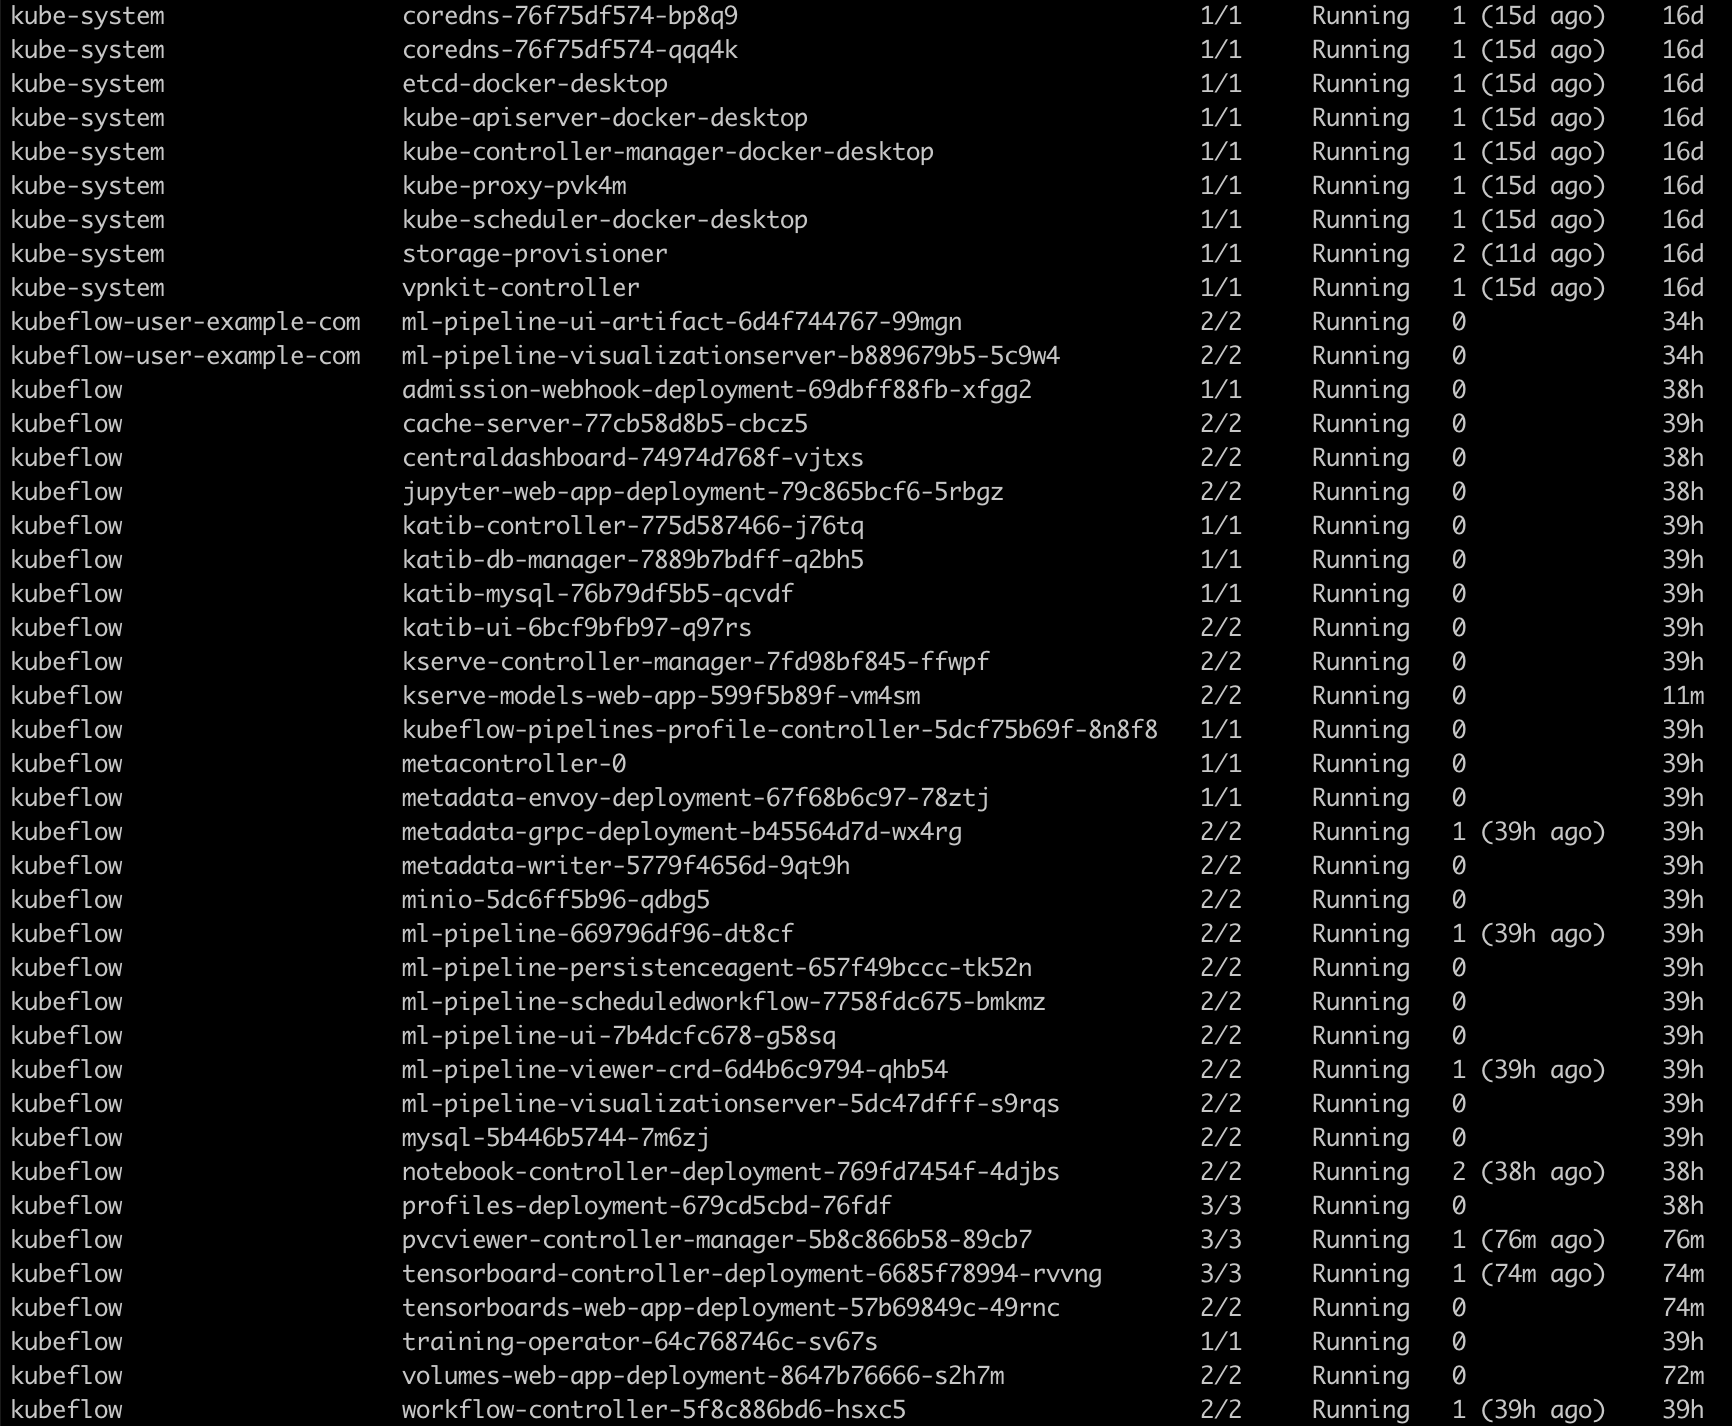 kube-system coredns-76f75df574-bp8q9 1/1 Running 1 (15d ago) 16d
kube-system coredns-76f75df574-qqq4k 1/1 Running 1 (15d ago) 16d
kube-system etcd-docker-desktop 1/1 Running 1 (15d ago) 16d
kube-system kube-apiserver-docker-desktop 1/1 Running 1 (15d ago) 16d
kube-system kube-controller-manager-docker-desktop 1/1 Running 1 (15d ago) 16d
kube-system kube-proxy-pvk4m 1/1 Running 1 (15d ago) 16d
kube-system kube-scheduler-docker-desktop 1/1 Running 1 (15d ago) 16d
kube-system storage-provisioner 1/1 Running 2 (11d ago) 16d
kube-system vpnkit-controller 1/1 Running 1 (15d ago) 16d
kubeflow-user-example-com ml-pipeline-ui-artifact-6d4f744767-99mgn 2/2 Running 0 34h
kubeflow-user-example-com ml-pipeline-visualizationserver-b889679b5-5c9w4 2/2 Running 0 34h
kubeflow admission-webhook-deployment-69dbff88fb-xfgg2 1/1 Running 0 38h
kubeflow cache-server-77cb58d8b5-cbcz5 2/2 Running 0 39h
kubeflow centraldashboard-74974d768f-vjtxs 2/2 Running 0 38h
kubeflow jupyter-web-app-deployment-79c865bcf6-5rbgz 2/2 Running 0 38h
kubeflow katib-controller-775d587466-j76tq 1/1 Running 0 39h
kubeflow katib-db-manager-7889b7bdff-q2bh5 1/1 Running 0 39h
kubeflow katib-mysql-76b79df5b5-qcvdf 1/1 Running 0 39h
kubeflow katib-ui-6bcf9bfb97-q97rs 2/2 Running 0 39h
kubeflow kserve-controller-manager-7fd98bf845-ffwpf 2/2 Running 0 39h
kubeflow kserve-models-web-app-599f5b89f-vm4sm 2/2 Running 0 11m
kubeflow kubeflow-pipelines-profile-controller-5dcf75b69f-8n8f8 1/1 Running 0 39h
kubeflow metacontroller-0 1/1 Running 0 39h
kubeflow metadata-envoy-deployment-67f68b6c97-78ztj 1/1 Running 0 39h
kubeflow metadata-grpc-deployment-b45564d7d-wx4rg 2/2 Running 1 (39h ago) 39h
kubeflow metadata-writer-5779f4656d-9qt9h 2/2 Running 0 39h
kubeflow minio-5dc6ff5b96-qdbg5 2/2 Running 0 39h
kubeflow ml-pipeline-669796df96-dt8cf 2/2 Running 1 (39h ago) 39h
kubeflow ml-pipeline-persistenceagent-657f49bccc-tk52n 2/2 Running 0 39h
kubeflow ml-pipeline-scheduledworkflow-7758fdc675-bmkmz 2/2 Running 0 39h
kubeflow ml-pipeline-ui-7b4dcfc678-g58sq 2/2 Running 0 39h
kubeflow ml-pipeline-viewer-crd-6d4b6c9794-qhb54 2/2 Running 1 (39h ago) 39h
kubeflow ml-pipeline-visualizationserver-5dc47dfff-s9rqs 2/2 Running 0 39h
kubeflow mysql-5b446b5744-7m6zj 2/2 Running 0 39h
kubeflow notebook-controller-deployment-769fd7454f-4djbs 2/2 Running 2 (38h ago) 38h
kubeflow profiles-deployment-679cd5cbd-76fdf 3/3 Running 0 38h
kubeflow pvcviewer-controller-manager-5b8c866b58-89cb7 3/3 Running 1 (76m ago) 76m
kubeflow tensorboard-controller-deployment-6685f78994-rvvng 3/3 Running 1 (74m ago) 74m
kubeflow tensorboards-web-app-deployment-57b69849c-49rnc 2/2 Running 0 74m
kubeflow training-operator-64c768746c-sv67s 1/1 Running 0 39h
kubeflow volumes-web-app-deployment-8647b76666-s2h7m 2/2 Running 0 72m
kubeflow workflow-controller-5f8c886bd6-hsxc5 2/2 Running 1 (39h ago) 39h